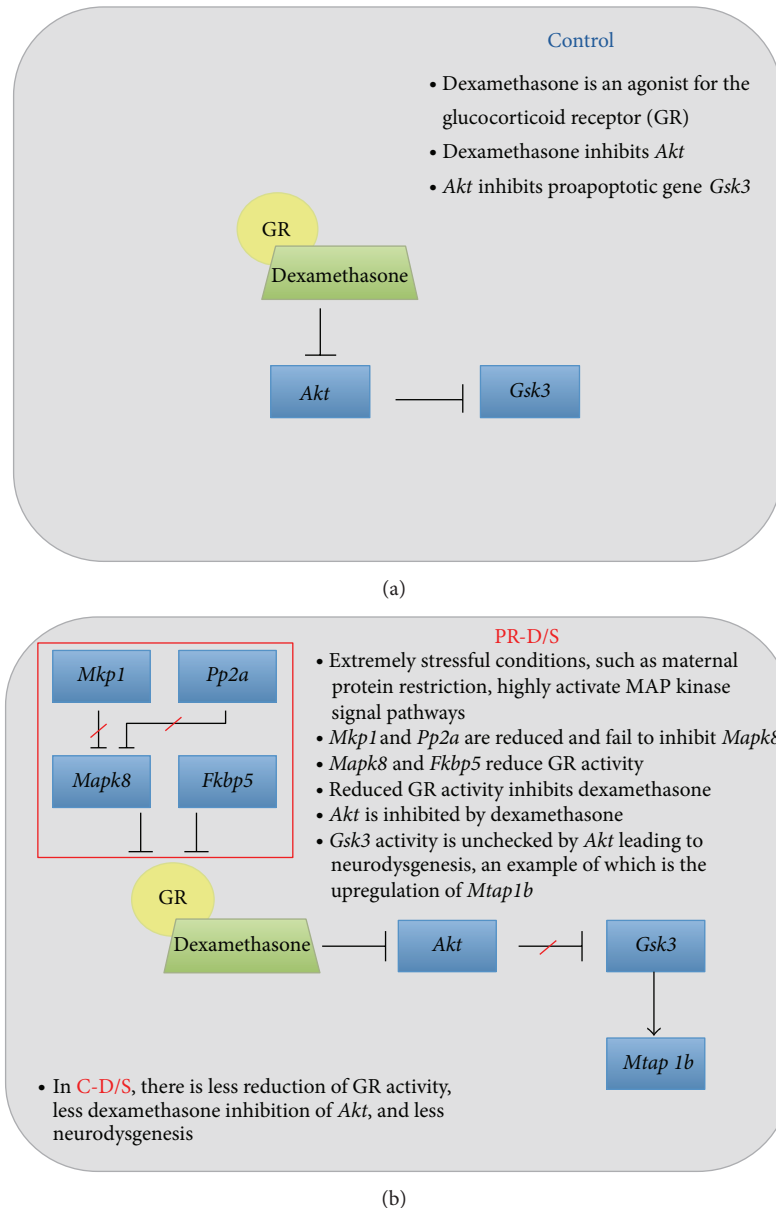 Control
• Dexamethasone is an agonist for the
glucocorticoid receptor (GR)
• Dexamethasone inhibits Akt
• Akt inhibits proapoptotic gene Gsk3
GR
Dexamethasone
Akt
Gsk3
(a)
PR-D/S
• Extremely stressful conditions, such as maternal
protein restriction, highly activate MAP kinase
signal pathways
• Mkp1 and Pp2a are reduced and fail to inhibit Mapk8
• Mapk8 and Fkbp5 reduce GR activity
• Reduced GR activity inhibits dexamethasone
• Akt is inhibited by dexamethasone
• Gsk3 activity is unchecked by Akt leading to
neurodysgenesis, an example of which is the
upregulation of Mtap1b
Mkp1
Pp2a
Mapk8
Fkbp5
GR
Dexamethasone
Akt
Gsk3
Mtap 1b
• In C-D/S, there is less reduction of GR activity,
less dexamethasone inhibition of Akt, and less
neurodysgenesis
(b)